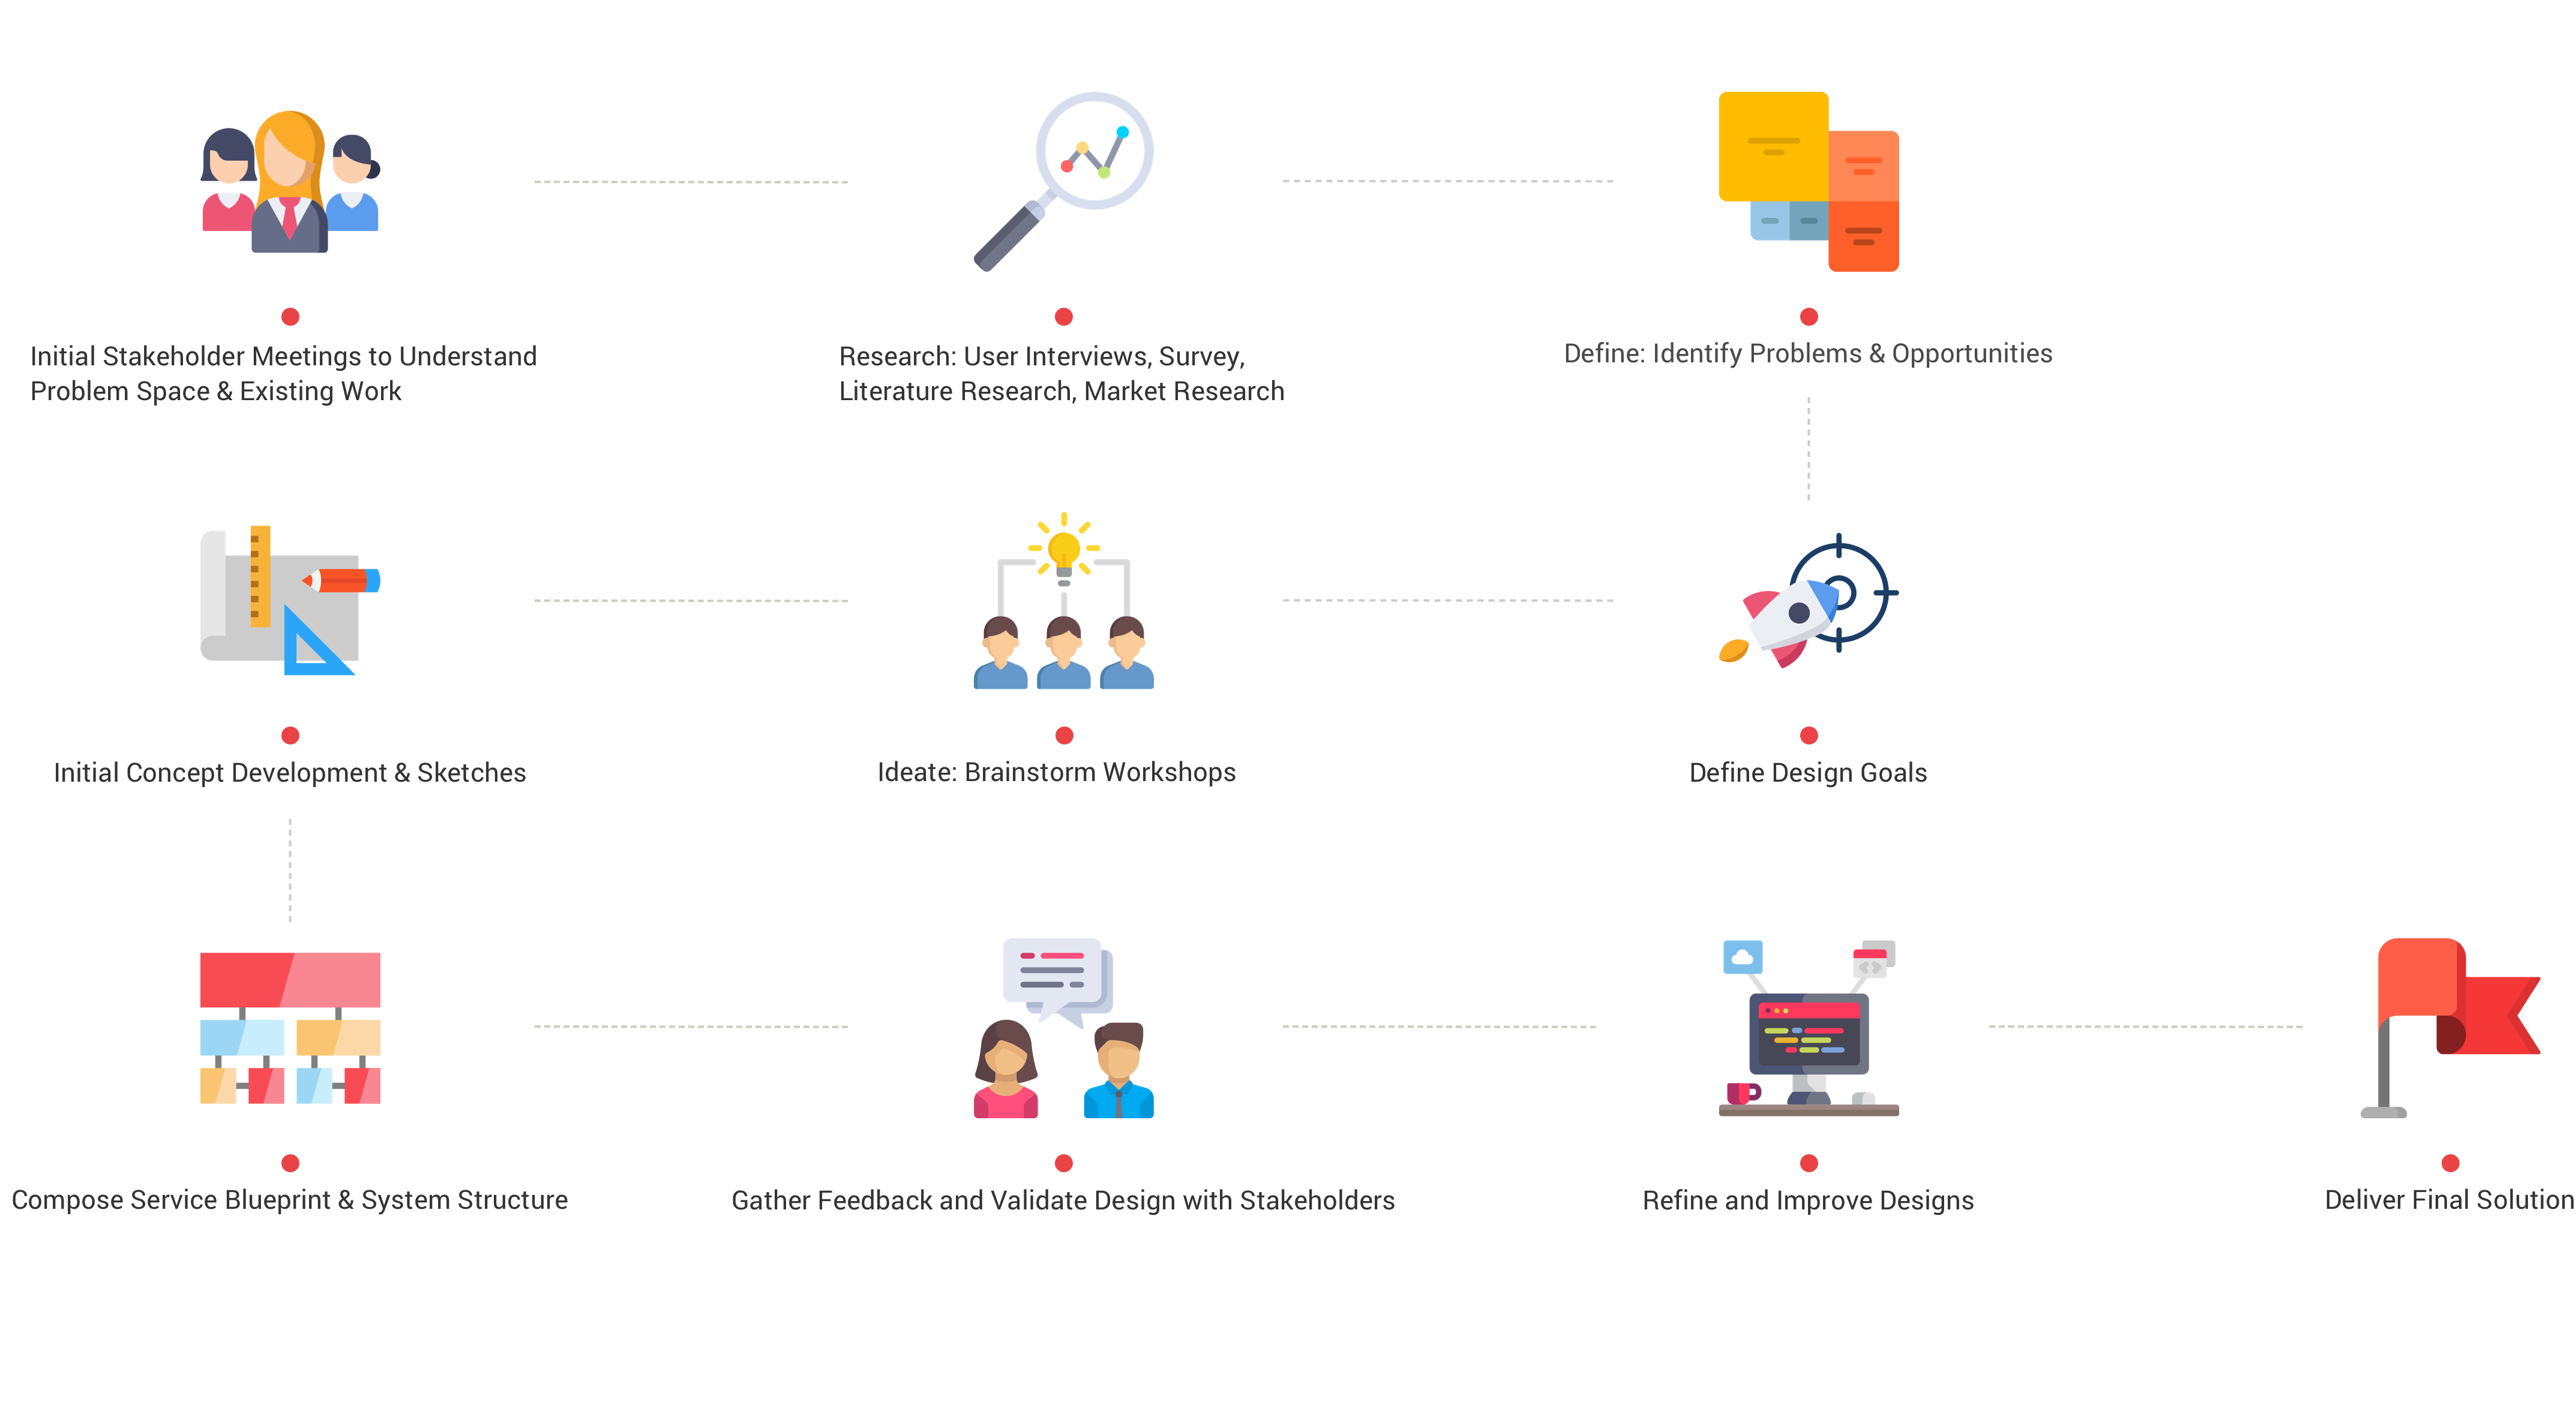 Initial Stakeholder Meetings to Understand
Problem Space & Existing Work
Research: User Interviews, Survey,
Literature Research, Market Research
Define: Identify Problems & Opportunities
Initial Concept Development & Sketches
Ideate: Brainstorm Workshops
Define Design Goals
Compose Service Blueprint & System Structure
Gather Feedback and Validate Design with Stakeholders
Refine and Improve Designs
Deliver Final Solution